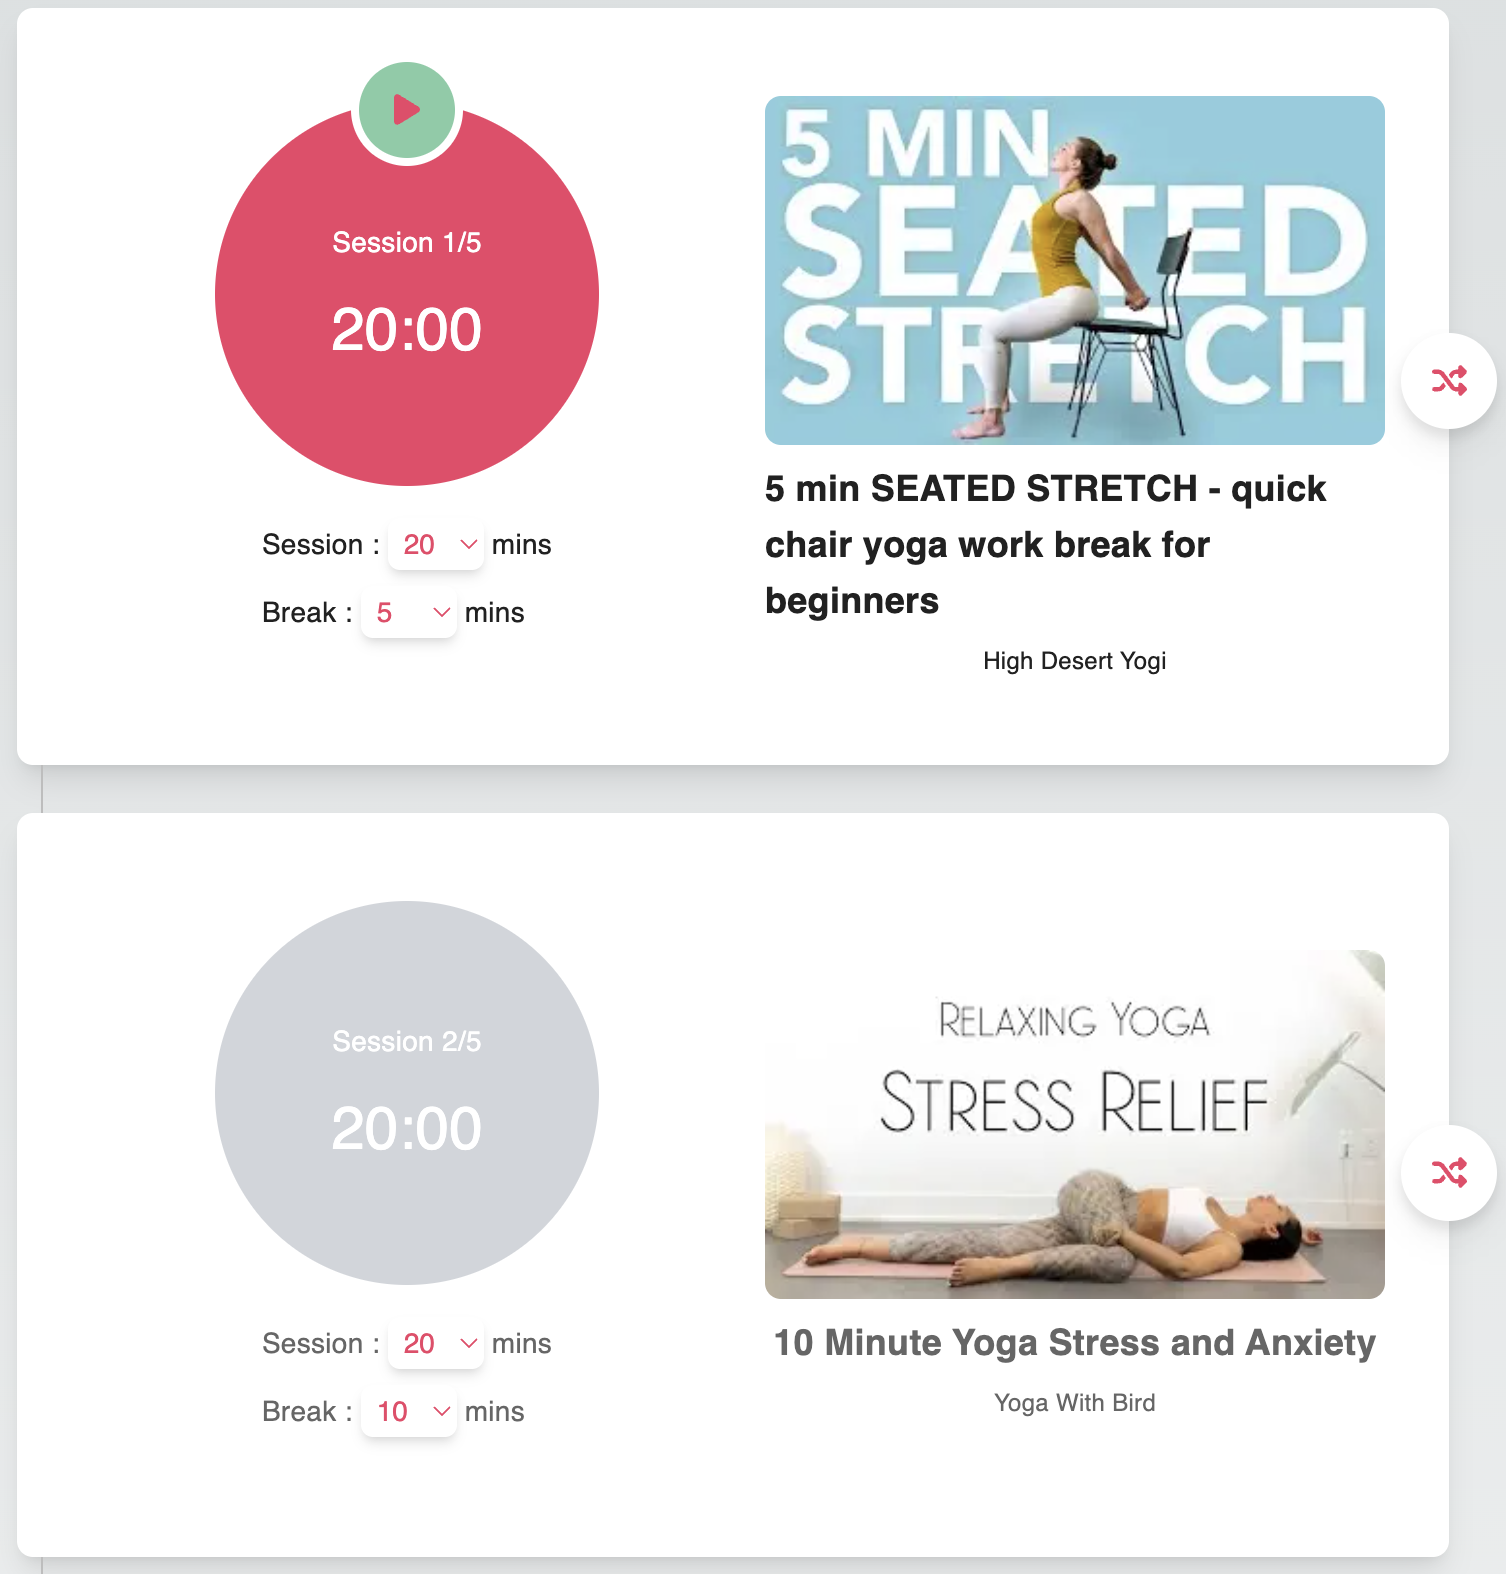 Session 1/5
20:00
Session : 20 mins
Break : 5 mins
5 MIN
SEATED
STRETCH
5 min SEATED STRETCH - quick
chair yoga work break for
beginners
High Desert Yogi
Session 2/5
20:00
Session : 20 mins
Break : 10 mins
RELAXING YOGA
STRESS RELIEF
10 Minute Yoga Stress and Anxiety
Yoga With Bird